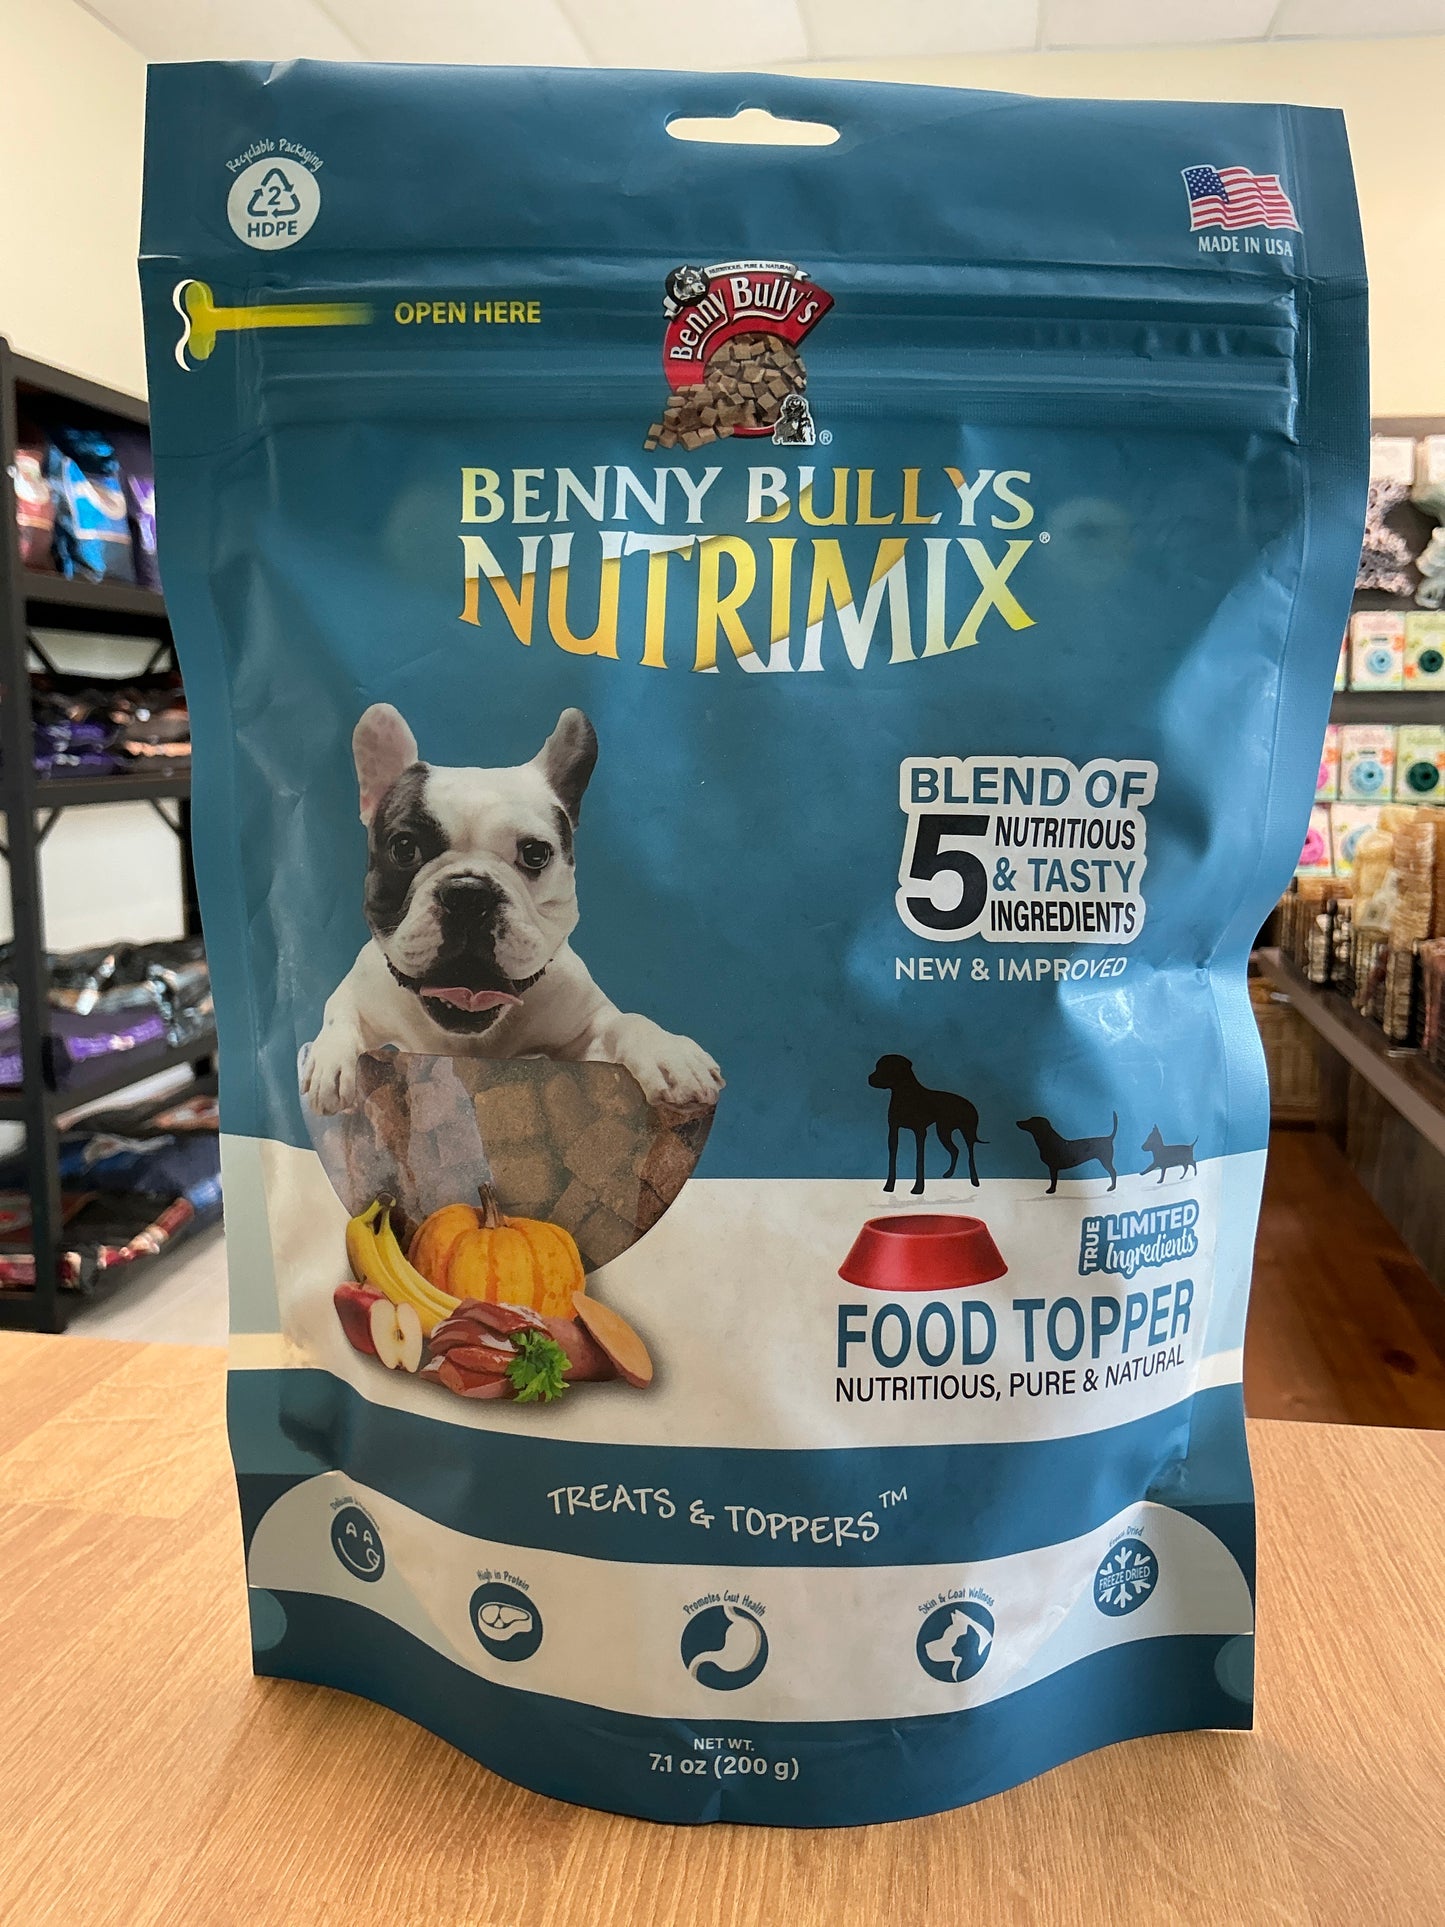 Recyclable Packaging
2
HDPE
MADE IN USA
OPEN HERE
NUTRITIOUS, PURE & NATURAL
Benny Bully's
®
BENNY BULLYS
NUTRIMIX®
BLEND OF
5 NUTRITIOUS
& TASTY
INGREDIENTS
NEW & IMPROVED
TRUE LIMITED
Ingredients
FOOD TOPPER
NUTRITIOUS, PURE & NATURAL
TREATS & TOPPERS™
High in Protein
Promotes Gut Health
Skin & Coat Wellness
Freeze Dried
FREEZE DRIED
NET WT.
7.1 oz (200 g)